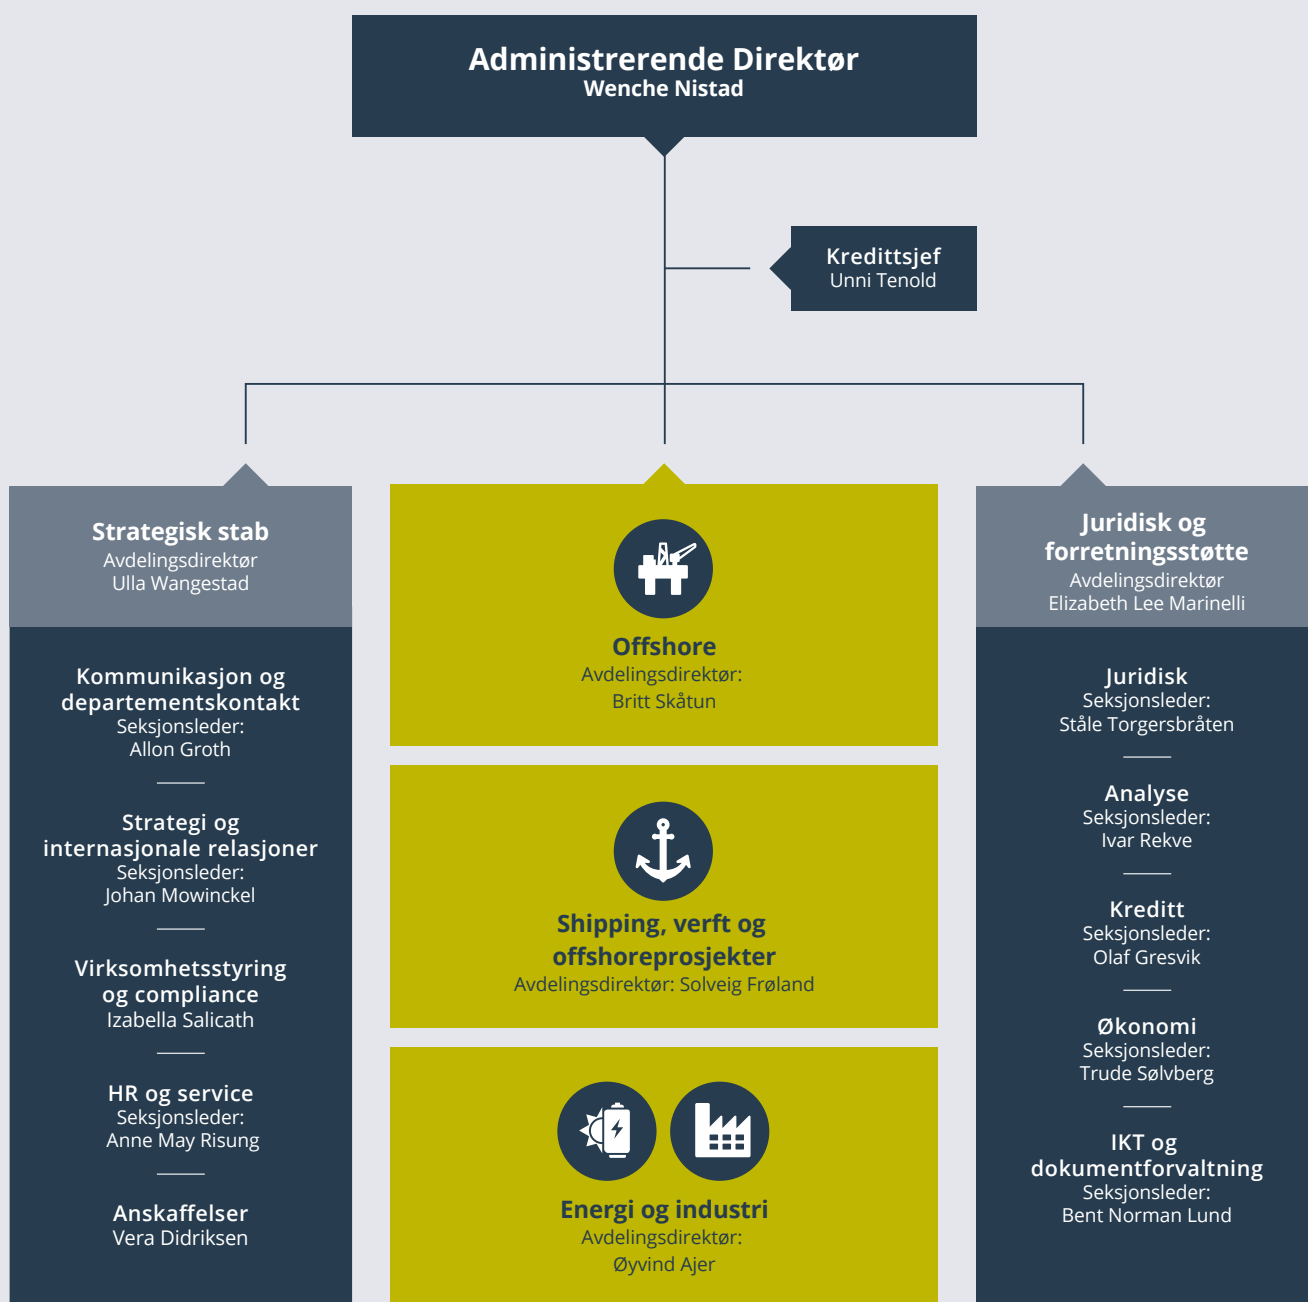 Administrerende Direktør
Wenche Nistad
Kredittsjef
Unni Tenold
Strategisk stab
Avdelingsdirektør
Ulla Wangestad
Kommunikasjon og
departementskontakt
Seksjonsleder:
Allon Groth
Strategi og
internasjonale relasjoner
Seksjonsleder:
Johan Mowinckel
Virksomhetsstyring
og compliance
Izabella Salicath
HR og service
Seksjonsleder:
Anne May Risung
Anskaffelser
Vera Didriksen
Offshore
Avdelingsdirektør:
Britt Skåtun
Shipping, verft og
offshoreprosjekter
Avdelingsdirektør: Solveig Frøland
Energi og industri
Avdelingsdirektør:
Øyvind Ajer
Juridisk og
forretningsstøtte
Avdelingsdirektør
Elizabeth Lee Marinelli
Juridisk
Seksjonsleder:
Ståle Torgersbråten
Analyse
Seksjonsleder:
Ivar Rekve
Kreditt
Seksjonsleder:
Olaf Gresvik
Økonomi
Seksjonsleder:
Trude Sølvberg
IKT og
dokumentforvaltning
Seksjonsleder:
Bent Norman Lund